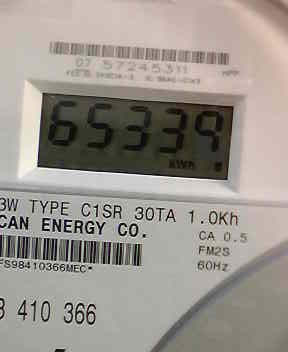 07 57245311
65339
KWH
3W TYPE C1SR 30TA 1.0Kh
CAN ENERGY CO.
CA 0.5
FM2S
FS98410366MEC*
60Hz
8 410 366